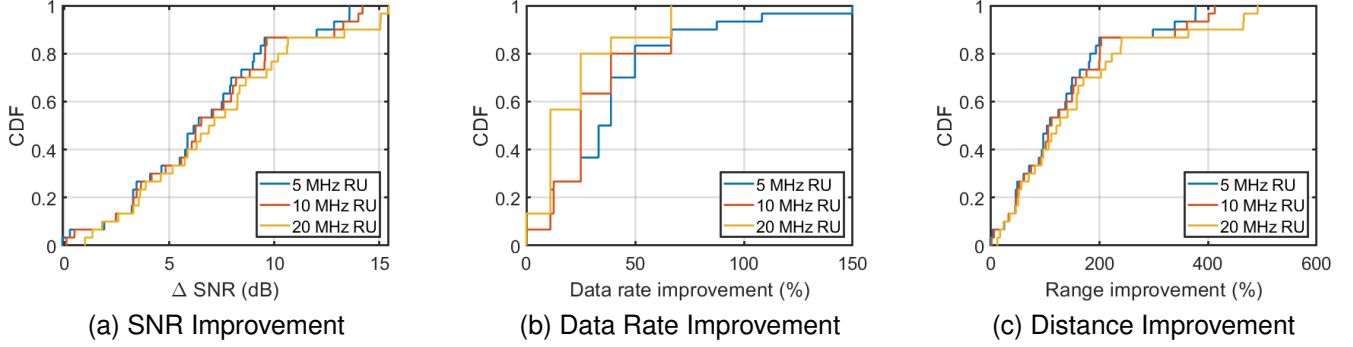 1
0.8
0.6
0.4
0.2
0
CDF
0
5
10
15
Δ SNR (dB)
5 MHz RU
10 MHz RU
20 MHz RU
(a) SNR Improvement
1
0.8
0.6
0.4
0.2
0
CDF
0
50
100
150
Data rate improvement (%)
5 MHz RU
10 MHz RU
20 MHz RU
(b) Data Rate Improvement
1
0.8
0.6
0.4
0.2
0
CDF
0
200
400
600
Range improvement (%)
5 MHz RU
10 MHz RU
20 MHz RU
(c) Distance Improvement